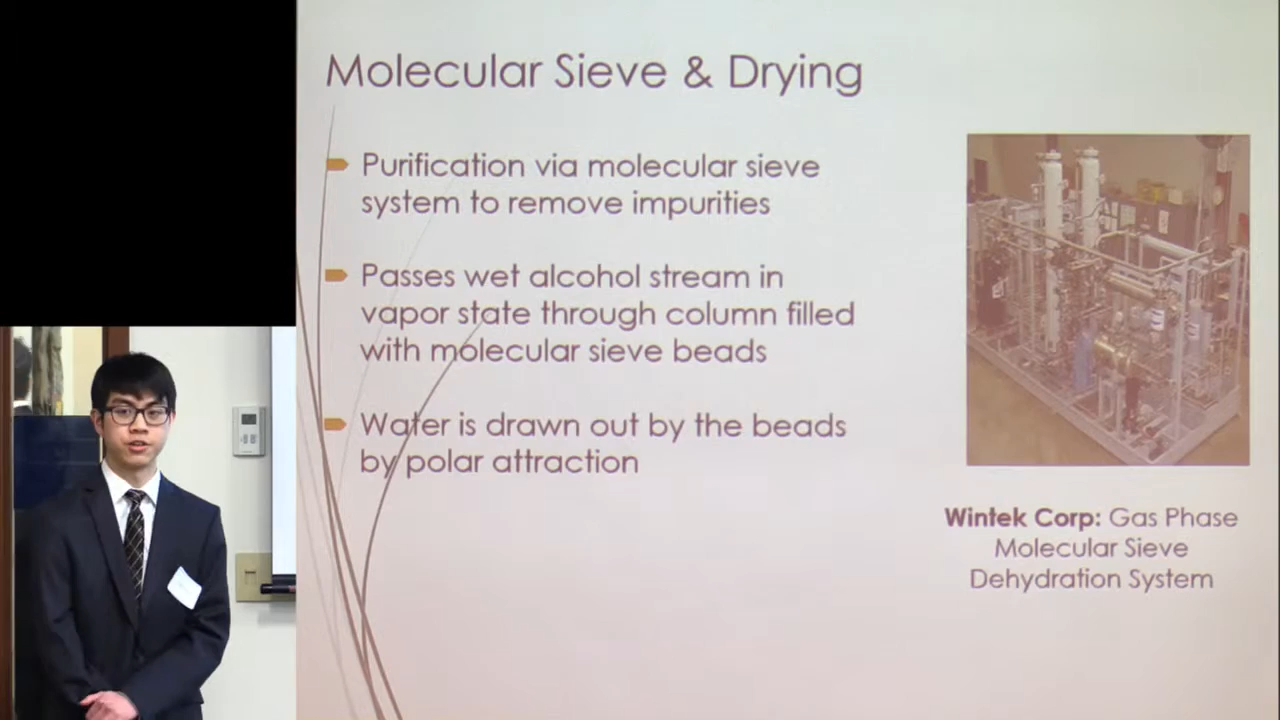 Molecular Sieve & Drying
Purification via molecular sieve
system to remove impurities
Passes wet alcohol stream in
vapor state through column filled
with molecular sieve beads
Water is drawn out by the beads
by polar attraction
Wintek Corp: Gas Phase
Molecular Sieve
Dehydration System